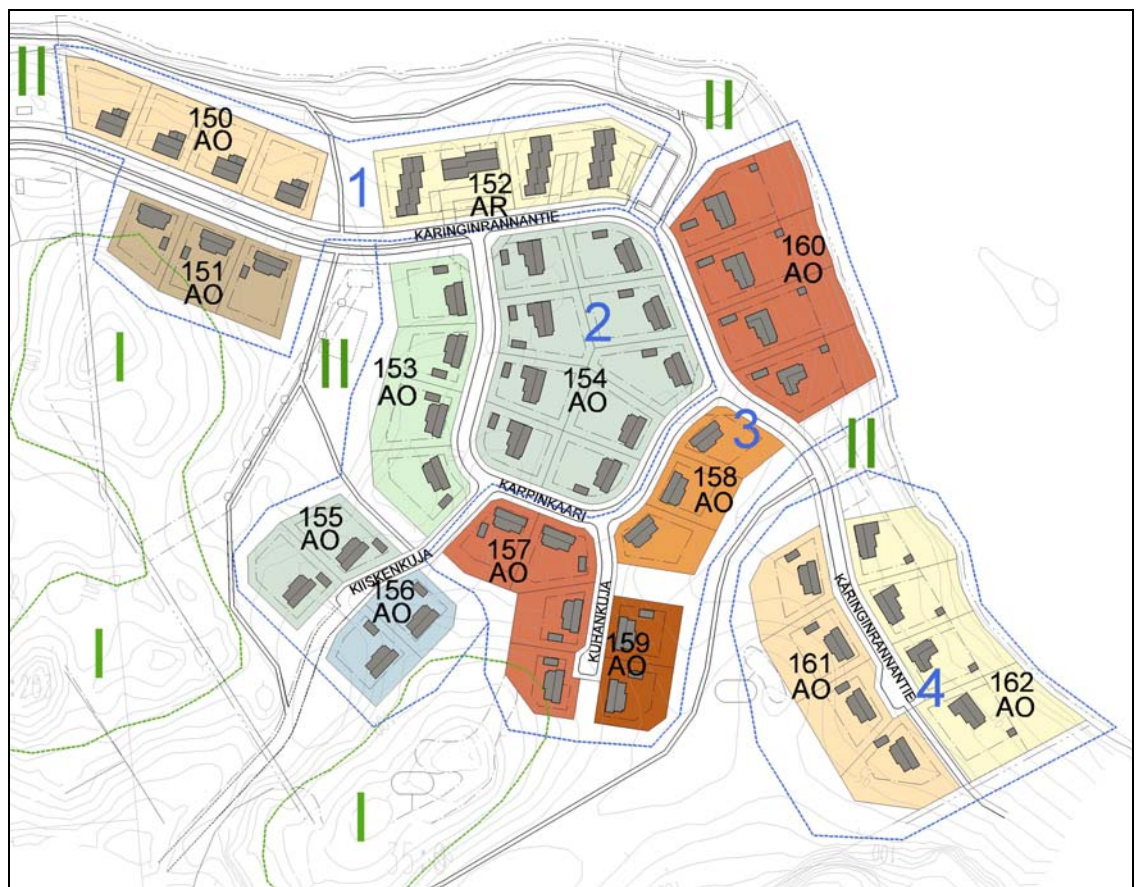 II
150
AO
II
1
152
AR
KARINGINRANNANTIE
160
AO
151
AO
2
I
II
153
AO
154
AO
3
II
158
AO
KARPINKAARI
155
AO
157
AO
KIISKENKUJA
156
AO
KUHANKUJA
159
AO
KARINGINRANNANTIE
I
161
AO
4
162
AO
I